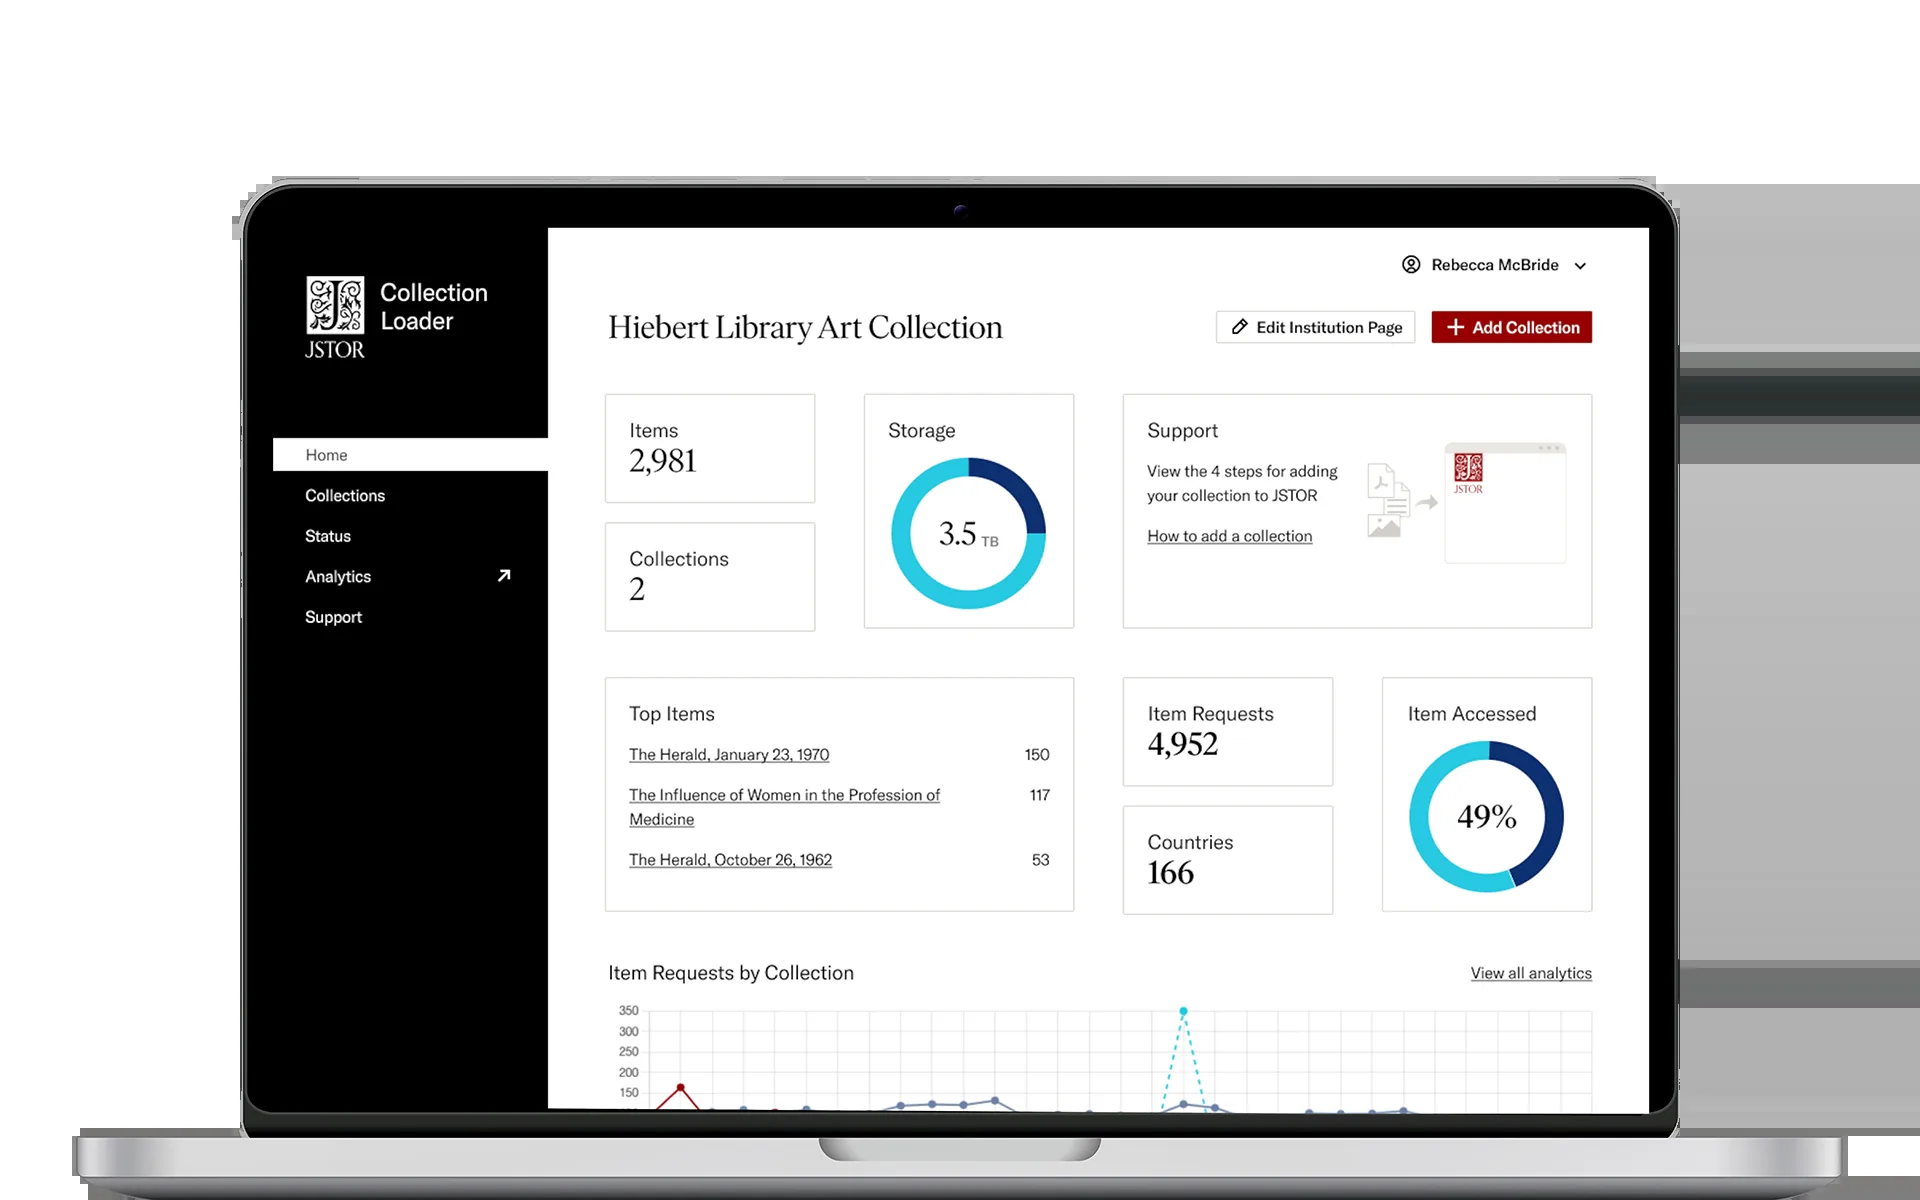 Rebecca McBride
JSTOR
Collection
Loader
Hiebert Library Art Collection
Edit Institution Page
Add Collection
Home
Collections
Status
Analytics
Support
Items
2,981
Collections
2
Storage
3.5 TB
Support
View the 4 steps for adding
your collection to JSTOR
How to add a collection
JSTOR
Top Items
The Herald, January 23, 1970 150
The Influence of Women in the Profession of 117
Medicine
The Herald, October 26, 1962 53
Item Requests
4,952
Countries
166
Item Accessed
49%
Item Requests by Collection
View all analytics
350
300
250
200
150